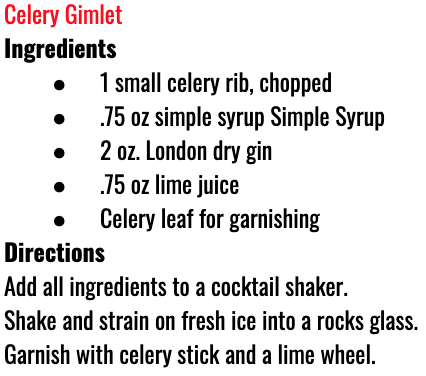 Celery Gimlet
Ingredients
● 1 small celery rib, chopped
● .75 oz simple syrup Simple Syrup
● 2 oz. London dry gin
● .75 oz lime juice
● Celery leaf for garnishing
Directions
Add all ingredients to a cocktail shaker.
Shake and strain on fresh ice into a rocks glass.
Garnish with celery stick and a lime wheel.